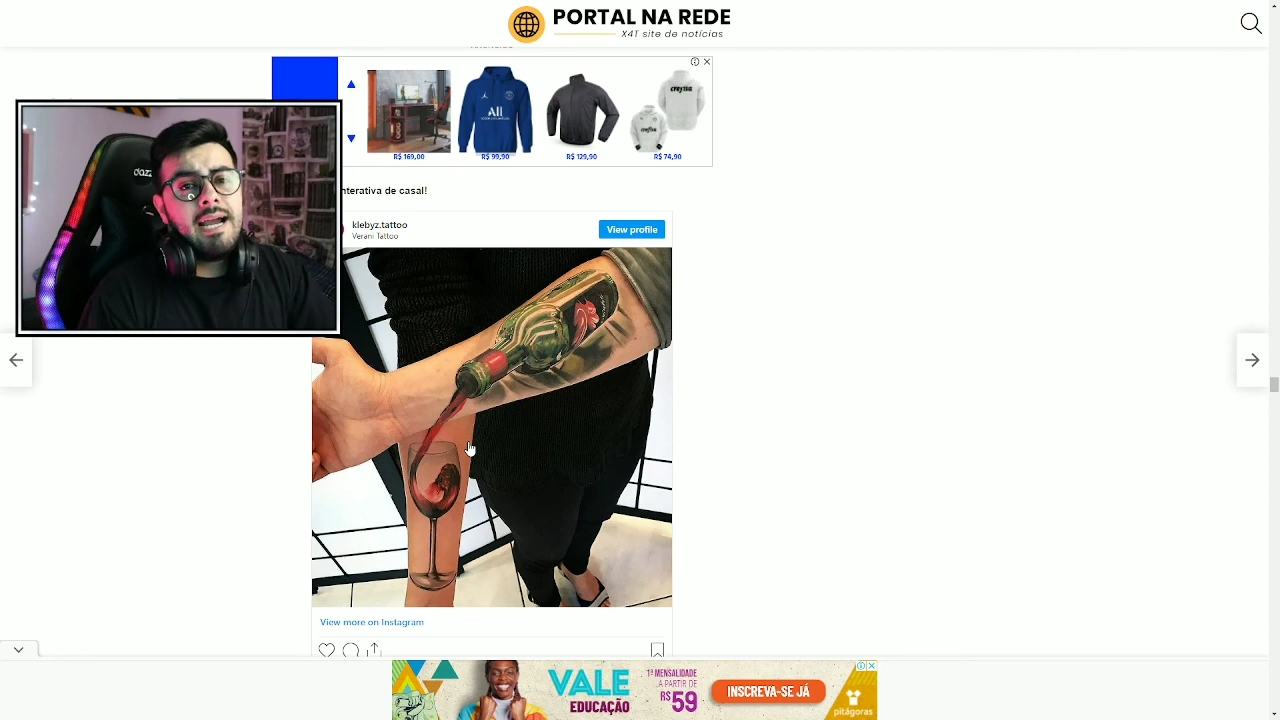 PORTAL NA REDE
X4T site de notícias
R$ 169,00
R$ 99,90
R$ 129,90
R$ 74,90
nterativa de casal!
klebyz.tattoo
Verani Tattoo
View profile
View more on Instagram
VALE
EDUCAÇÃO
1ª MENSALIDADE
A PARTIR DE
R$59
INSCREVA-SE JÁ
pitágoras